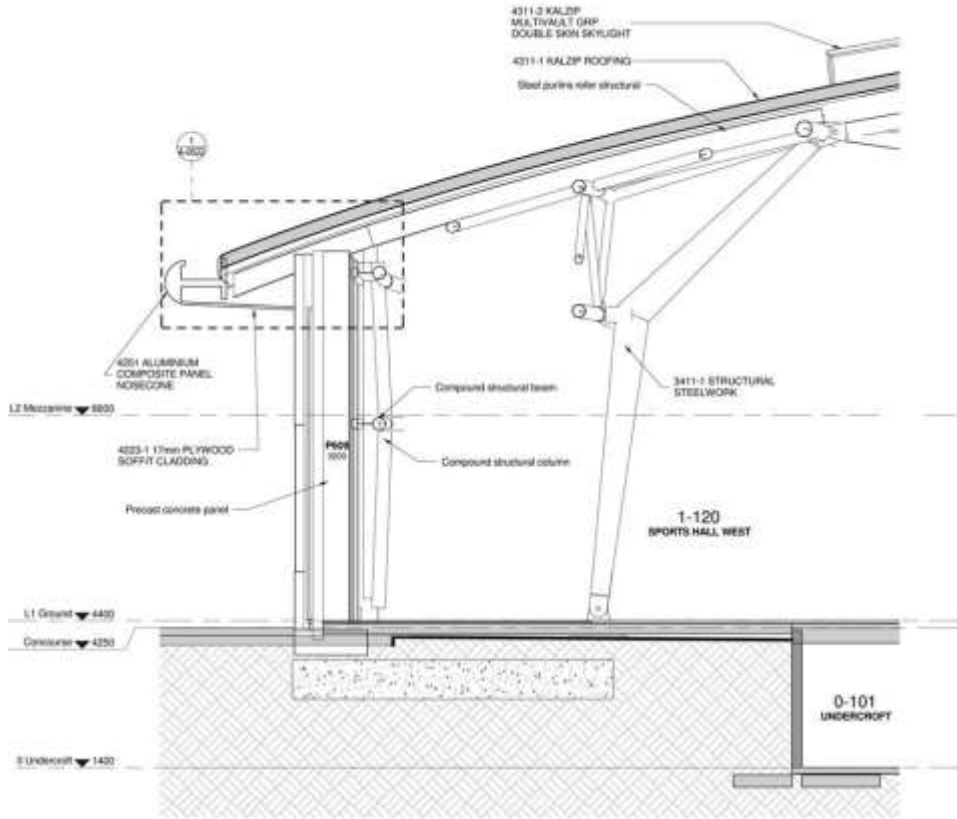 4311-2 KALZIP
MULTIVAULT GRP
DOUBLE SKIN SKYLIGHT
4311-1 KALZIP ROOFING
Steel purlins refer structural
1
4201 ALUMINIUM
COMPOSITE PANEL
NOSECONE
Compound structural beam
3411-1 STRUCTURAL
STEELWORK
L2 Mezzanine 8800
4223-1 17mm PLYWOOD
SOFFIT CLADDING
Compound structural column
Precast concrete panel
1-120
SPORTS HALL WEST
L1 Ground 4400
Concourse 4250
0-101
UNDERCROFT
0 Undercroft 1400